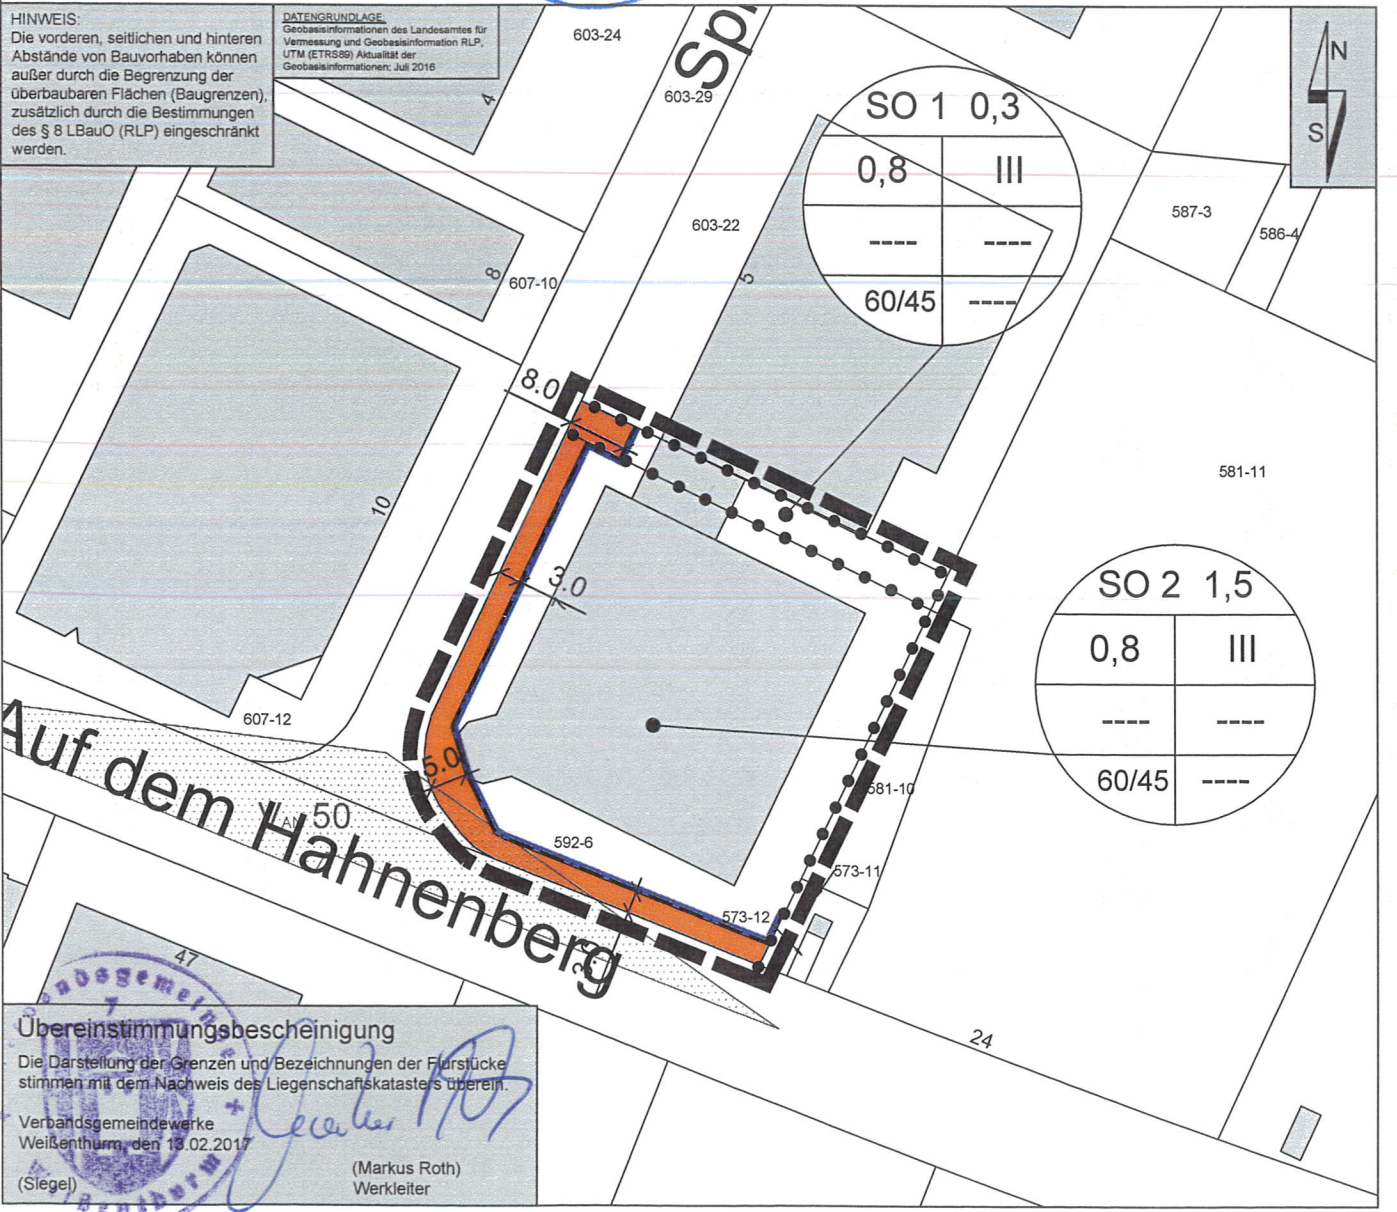 HINWEIS:
Die vorderen, seitlichen und hinteren
Abstände von Bauvorhaben können
außer durch die Begrenzung der
überbaubaren Flächen (Baugrenzen),
zusätzlich durch die Bestimmungen
des § 8 LBauO (RLP) eingeschränkt
werden.
DATENGRUNDLAGE:
Geobasisinformationen des Landesamtes für
Vermessung und Geobasisinformation RLP,
UTM (ETRS89) Aktualität der
Geobasisinformationen: Juli 2016
603-24
603-29
4
N
S
SO 1 0,3
0,8 III
---- ----
60/45 ----
587-3
586-4
603-22
5
8
607-10
8.0
10
3.0
581-11
SO 2 1,5
0,8 III
---- ----
60/45 ----
607-12
Auf dem Hahnenberg
50
5.0
592-6
581-10
573-11
573-12
47
24
Übereinstimmungsbescheinigung
Die Darstellung der Grenzen und Bezeichnungen der Flurstücke
stimmen mit dem Nachweis des Liegenschaftskatasters überein.
Verbandsgemeindewerke
Weißenthurm, den 13.02.2017
(Siegel)
(Markus Roth)
Werkleiter